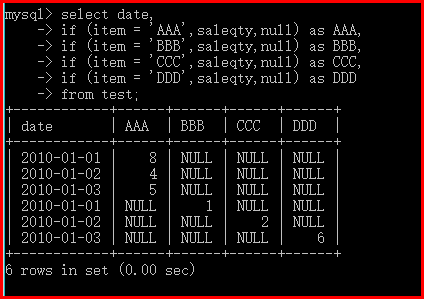 mysql> select date,
    -> if (item = 'AAA',saleqty,null) as AAA,
    -> if (item = 'BBB',saleqty,null) as BBB,
    -> if (item = 'CCC',saleqty,null) as CCC,
    -> if (item = 'DDD',saleqty,null) as DDD
    -> from test;
+------------+------+------+------+------+
| date       | AAA  | BBB  | CCC  | DDD  |
+------------+------+------+------+------+
| 2010-01-01 |    8 | NULL | NULL | NULL |
| 2010-01-02 |    4 | NULL | NULL | NULL |
| 2010-01-03 |    5 | NULL | NULL | NULL |
| 2010-01-01 | NULL |    1 | NULL | NULL |
| 2010-01-02 | NULL | NULL |    2 | NULL |
| 2010-01-03 | NULL | NULL | NULL |    6 |
+------------+------+------+------+------+
6 rows in set (0.00 sec)